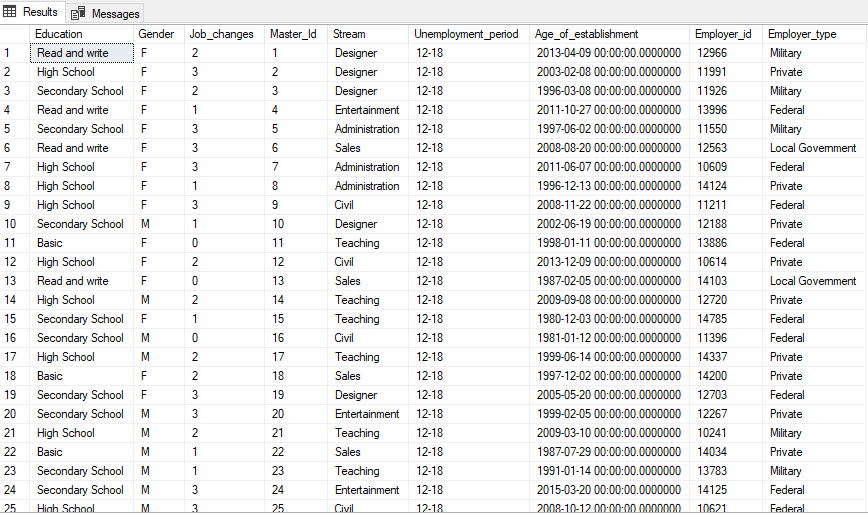 Results Messages
Education Gender Job_changes Master_Id Stream Unemployment_period Age_of_establishment Employer_id Employer_type
1 Read and write F 2 1 Designer 12-18 2013-04-09 00:00:00.0000000 12966 Military
2 High School F 3 2 Designer 12-18 2003-02-08 00:00:00.0000000 11991 Private
3 Secondary School F 2 3 Designer 12-18 1996-03-08 00:00:00.0000000 11926 Military
4 Read and write F 1 4 Entertainment 12-18 2011-10-27 00:00:00.0000000 13996 Federal
5 Secondary School F 3 5 Administration 12-18 1997-06-02 00:00:00.0000000 11550 Military
6 Read and write F 3 6 Sales 12-18 2008-08-20 00:00:00.0000000 12563 Local Government
7 High School F 3 7 Administration 12-18 2011-06-07 00:00:00.0000000 10609 Federal
8 High School F 1 8 Administration 12-18 1996-12-13 00:00:00.0000000 14124 Private
9 High School F 3 9 Civil 12-18 2008-11-22 00:00:00.0000000 11211 Federal
10 Secondary School M 1 10 Designer 12-18 2002-06-19 00:00:00.0000000 12188 Private
11 Basic F 0 11 Teaching 12-18 1998-01-11 00:00:00.0000000 13886 Federal
12 High School F 2 12 Civil 12-18 2013-12-09 00:00:00.0000000 10614 Private
13 Read and write F 0 13 Sales 12-18 1987-02-05 00:00:00.0000000 14103 Local Government
14 High School M 2 14 Teaching 12-18 2009-09-08 00:00:00.0000000 12720 Private
15 Secondary School F 1 15 Teaching 12-18 1980-12-03 00:00:00.0000000 14785 Federal
16 Secondary School M 0 16 Civil 12-18 1981-01-12 00:00:00.0000000 11396 Federal
17 High School M 2 17 Teaching 12-18 1999-06-14 00:00:00.0000000 14337 Private
18 Basic F 2 18 Sales 12-18 1997-12-02 00:00:00.0000000 14200 Private
19 Secondary School F 3 19 Designer 12-18 2005-05-20 00:00:00.0000000 12703 Federal
20 Secondary School M 3 20 Entertainment 12-18 1999-02-05 00:00:00.0000000 12267 Private
21 High School M 2 21 Teaching 12-18 2009-03-10 00:00:00.0000000 10241 Military
22 Basic M 1 22 Sales 12-18 1987-07-29 00:00:00.0000000 14034 Private
23 Secondary School M 1 23 Teaching 12-18 1991-01-14 00:00:00.0000000 13783 Military
24 Secondary School M 3 24 Entertainment 12-18 2015-03-20 00:00:00.0000000 14125 Federal
25 High School M 3 25 Civil 12-18 2008-10-12 00:00:00.0000000 10621 Federal